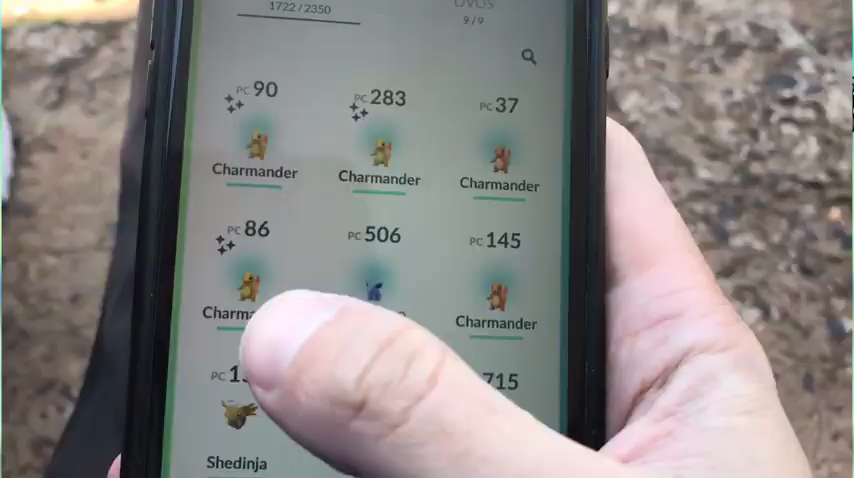 1722 / 2350
OVOS
9 / 9
PC 90
PC 283
PC 37
Charmander
Charmander
Charmander
PC 86
PC 506
PC 145
Charmander
PC
715
Shedinja